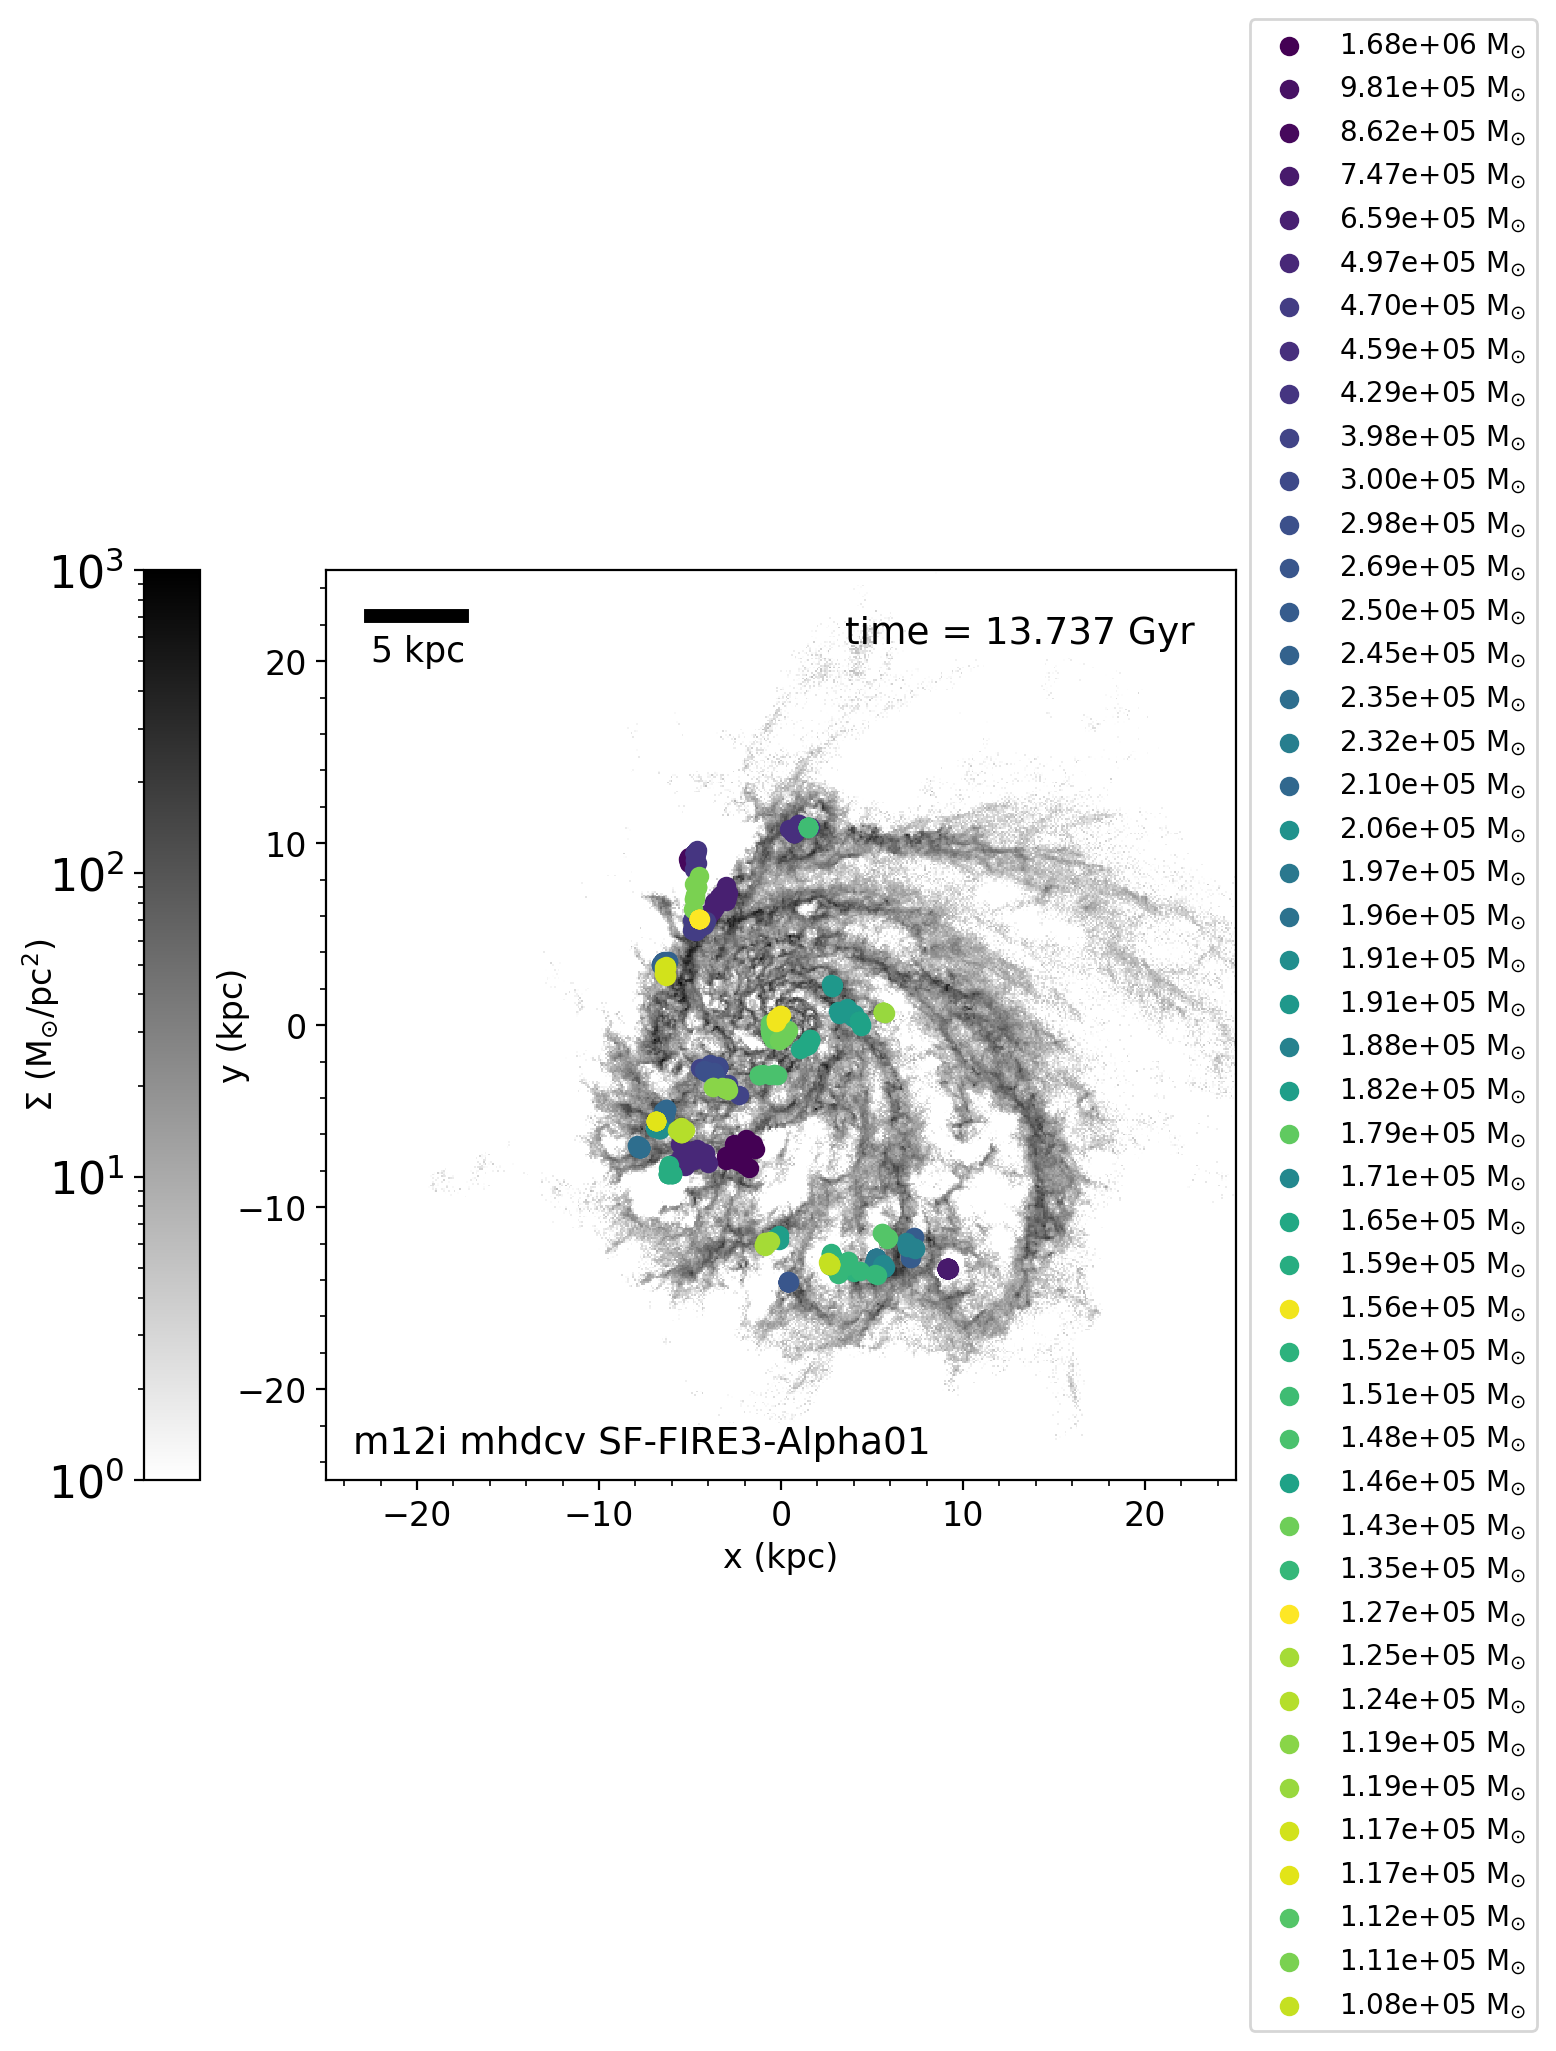 10³
10²
10¹
10⁰
Σ (M⊙/pc²)
5 kpc
time = 13.737 Gyr
m12i mhdcv SF-FIRE3-Alpha01
20
10
0
−10
−20
y (kpc)
−20 −10 0 10 20
x (kpc)
1.68e+06 M⊙
9.81e+05 M⊙
8.62e+05 M⊙
7.47e+05 M⊙
6.59e+05 M⊙
4.97e+05 M⊙
4.70e+05 M⊙
4.59e+05 M⊙
4.29e+05 M⊙
3.98e+05 M⊙
3.00e+05 M⊙
2.98e+05 M⊙
2.69e+05 M⊙
2.50e+05 M⊙
2.45e+05 M⊙
2.35e+05 M⊙
2.32e+05 M⊙
2.10e+05 M⊙
2.06e+05 M⊙
1.97e+05 M⊙
1.96e+05 M⊙
1.91e+05 M⊙
1.91e+05 M⊙
1.88e+05 M⊙
1.82e+05 M⊙
1.79e+05 M⊙
1.71e+05 M⊙
1.65e+05 M⊙
1.59e+05 M⊙
1.56e+05 M⊙
1.52e+05 M⊙
1.51e+05 M⊙
1.48e+05 M⊙
1.46e+05 M⊙
1.43e+05 M⊙
1.35e+05 M⊙
1.27e+05 M⊙
1.25e+05 M⊙
1.24e+05 M⊙
1.19e+05 M⊙
1.19e+05 M⊙
1.17e+05 M⊙
1.17e+05 M⊙
1.12e+05 M⊙
1.11e+05 M⊙
1.08e+05 M⊙